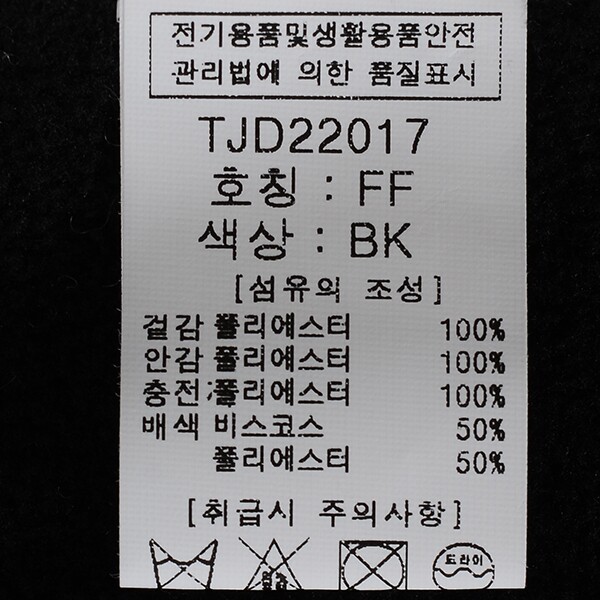 전기용품및생활용품안전
관리법에 의한 품질표시
TJD22017
호칭 : FF
색상 : BK
[섬유의 조성]
겉감 폴리에스터 100%
안감 폴리에스터 100%
충전재 폴리에스터 100%
배색 비스코스 50%
폴리에스터 50%
[취급시 주의사항]
드라이